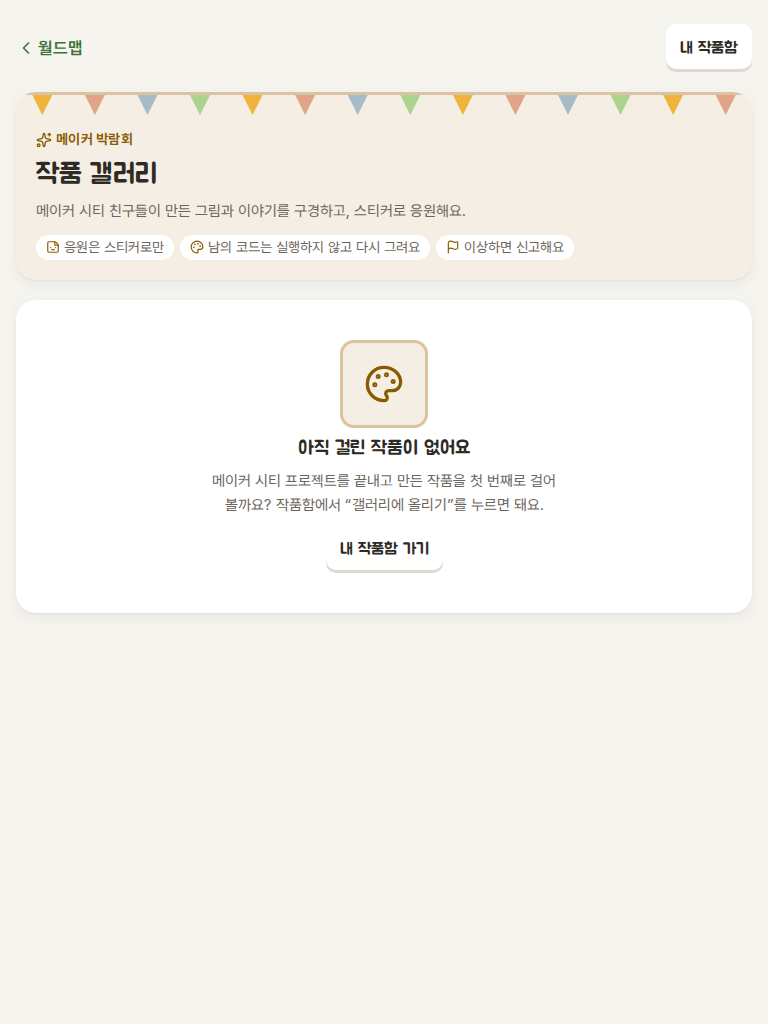 월드맵
내 작품함
메이커 박람회
작품 갤러리
메이커 시티 친구들이 만든 그림과 이야기를 구경하고, 스티커로 응원해요.
응원은 스티커로만
남의 코드는 실행하지 않고 다시 그려요
이상하면 신고해요
아직 걸린 작품이 없어요
메이커 시티 프로젝트를 끝내고 만든 작품을 첫 번째로 걸어
볼까요? 작품함에서 “갤러리에 올리기”를 누르면 돼요.
내 작품함 가기